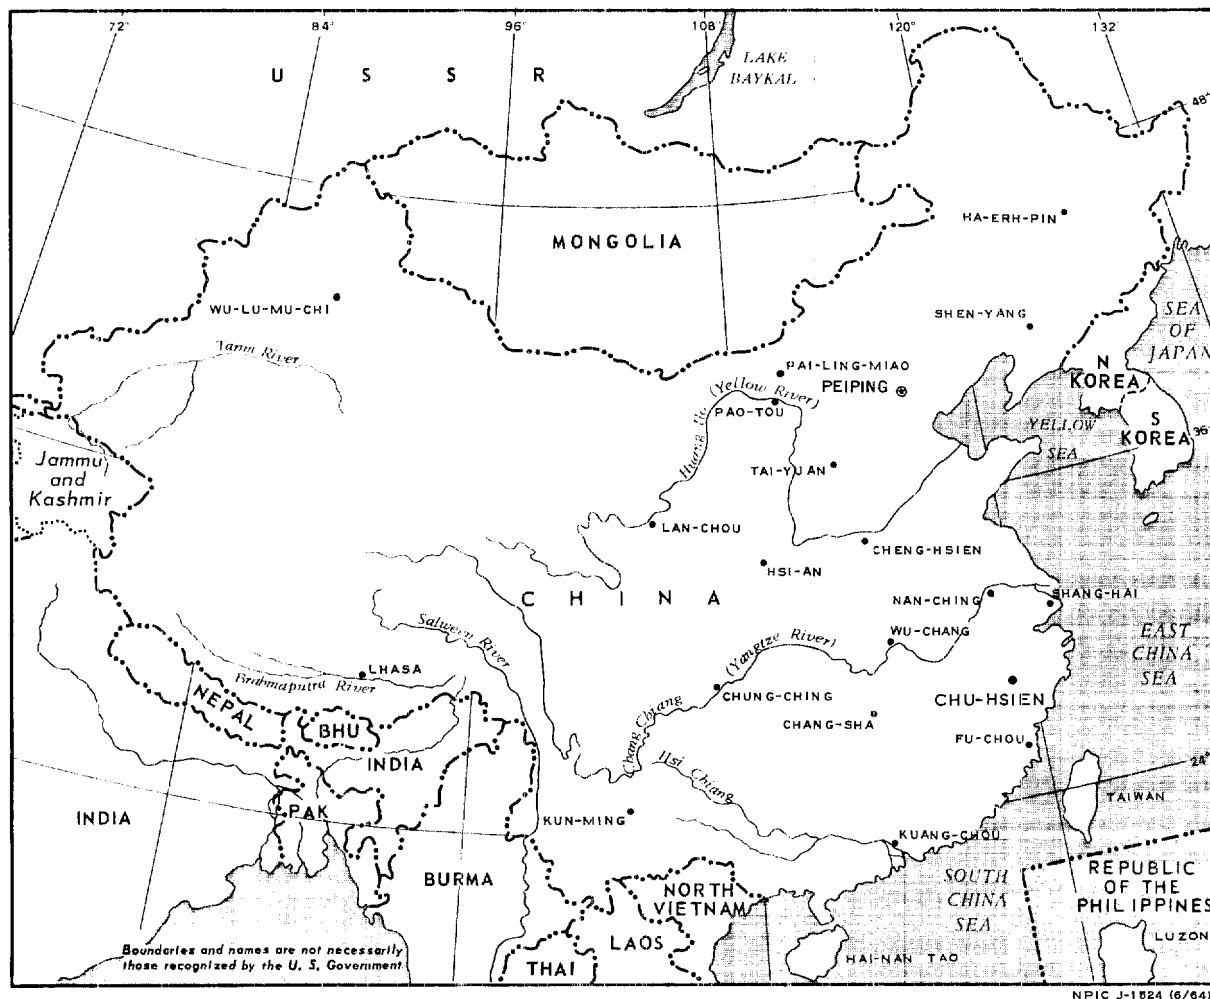 72° 84° 96° 108° 120° 132°
LAKE
BAYKAL
U S S R
48°
MONGOLIA
HA-ERH-PIN
WU-LU-MU-CHI
SHEN-YANG
SEA
OF
JAPAN
PAI-LING-MIAO
N
KOREA
PEIPING
(Yellow River)
PAO-TOU
S
KOREA
YELLOW
SEA
36°
TAI-YUAN
Jammu
and
Kashmir
LAN-CHOU
CHENG-HSIEN
HSI-AN
C H I N A
NAN-CHING
SHANG-HAI
Salween River
WU-CHANG
EAST
CHINA
SEA
(Yangtze River)
LHASA
Brahmaputra River
CHUNG-CHING
CHU-HSIEN
NEPAL
CHANG-SHA
BHU
Chang Chiang
FU-CHOU
INDIA
Hsi Chiang
24°
TAIWAN
PAK
INDIA
KUN-MING
KUANG-CHOU
BURMA
NORTH
VIETNAM
SOUTH
CHINA
SEA
REPUBLIC
OF THE
PHILIPPINES
LAOS
LUZON
Boundaries and names are not necessarily
those recognized by the U. S. Government
THAI
HAI-NAN TAO
NPIC J-1524 (6/64)